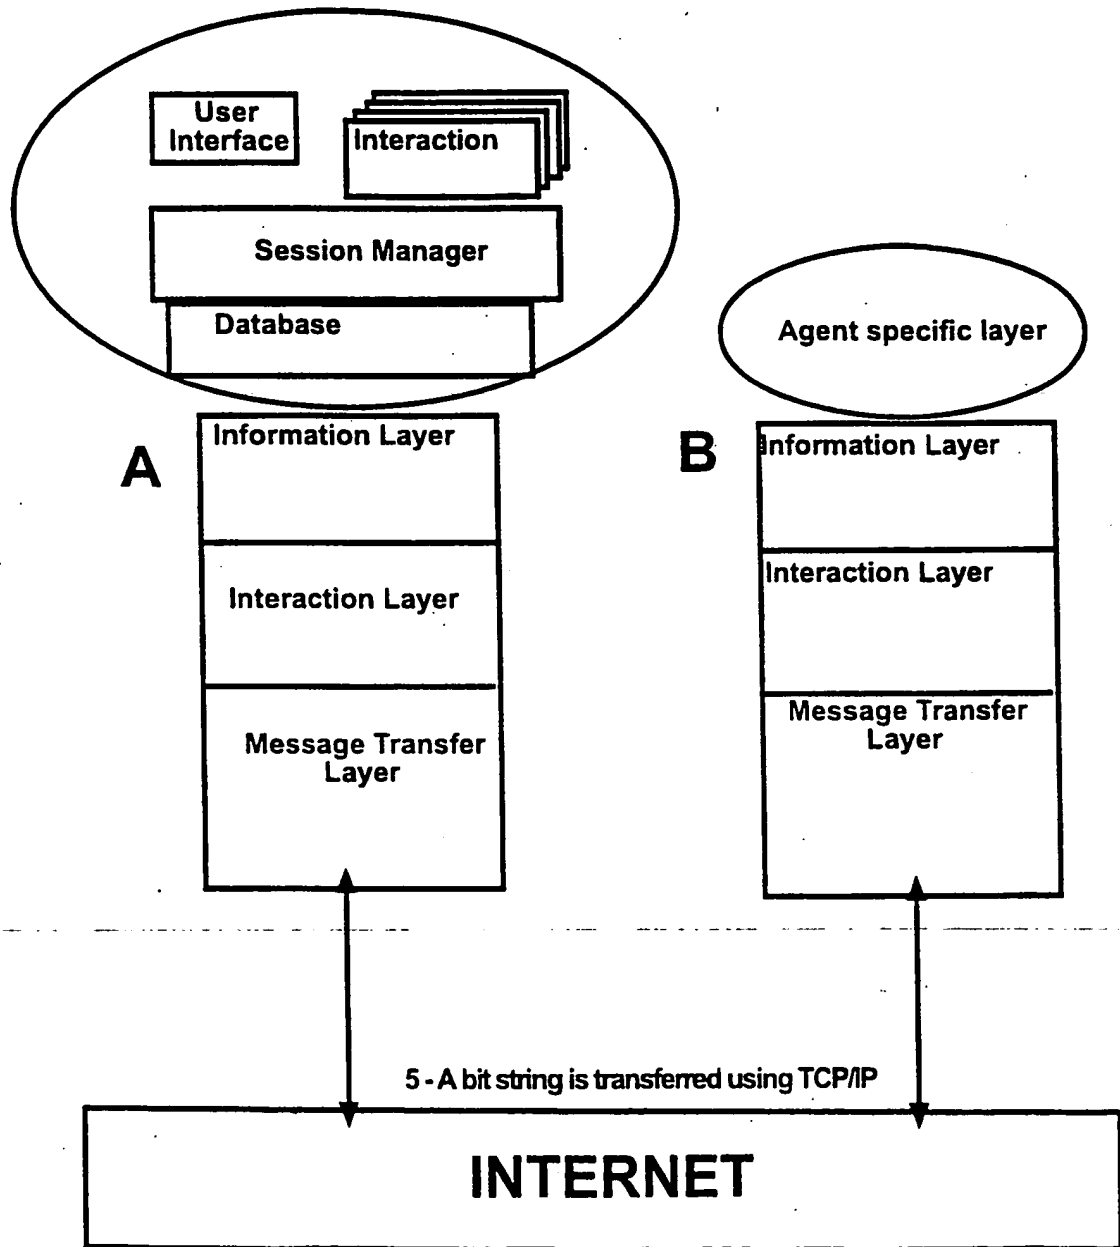 User
Interface
Interaction
Session Manager
Database
Agent specific layer
A
Information Layer
B
Information Layer
Interaction Layer
Interaction Layer
Message Transfer
Layer
Message Transfer
Layer
5 - A bit string is transferred using TCP/IP
INTERNET